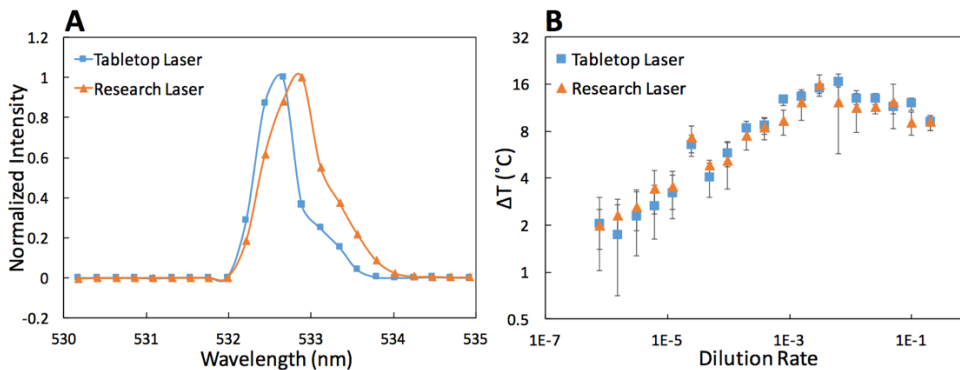 A
Normalized Intensity
1.2
1
0.8
0.6
0.4
0.2
0
-0.2
Tabletop Laser
Research Laser
530
531
532
533
534
535
Wavelength (nm)
B
ΔT (˚C)
32
16
8
4
2
1
0.5
Tabletop Laser
Research Laser
1E-7
1E-5
1E-3
1E-1
Dilution Rate